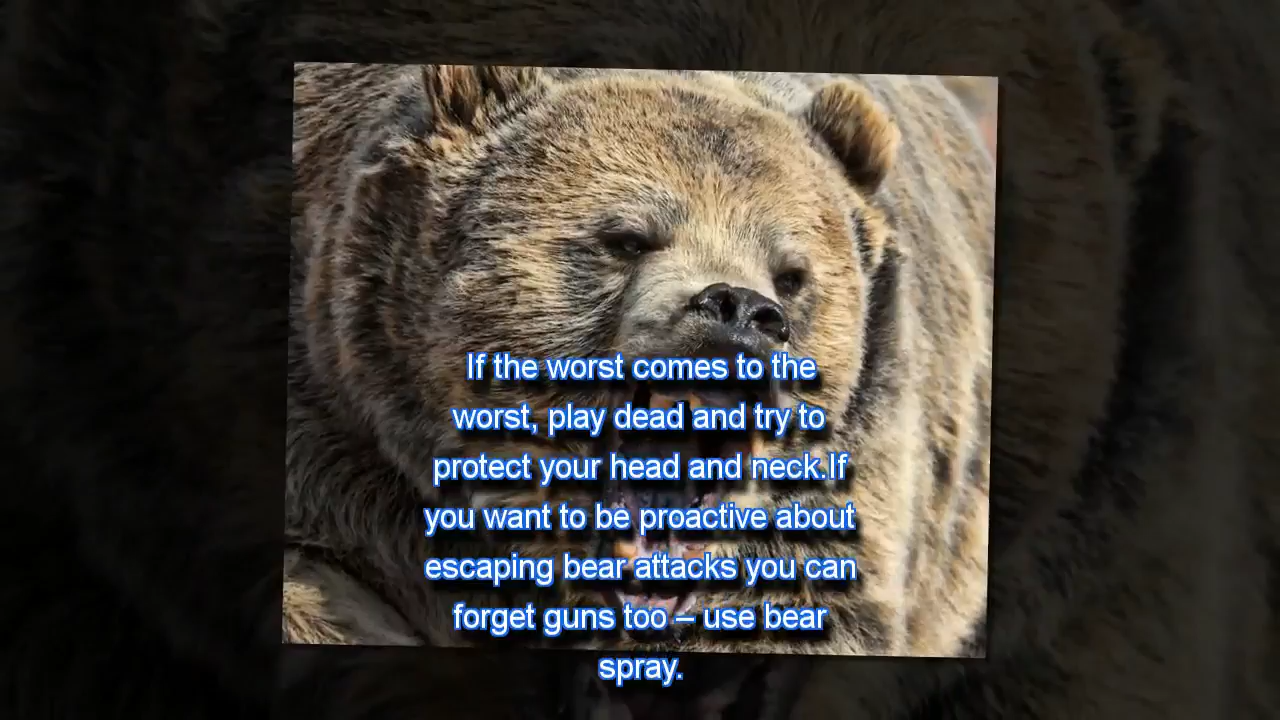 If the worst comes to the
worst, play dead and try to
protect your head and neck.If
you want to be proactive about
escaping bear attacks you can
forget guns too – use bear
spray.